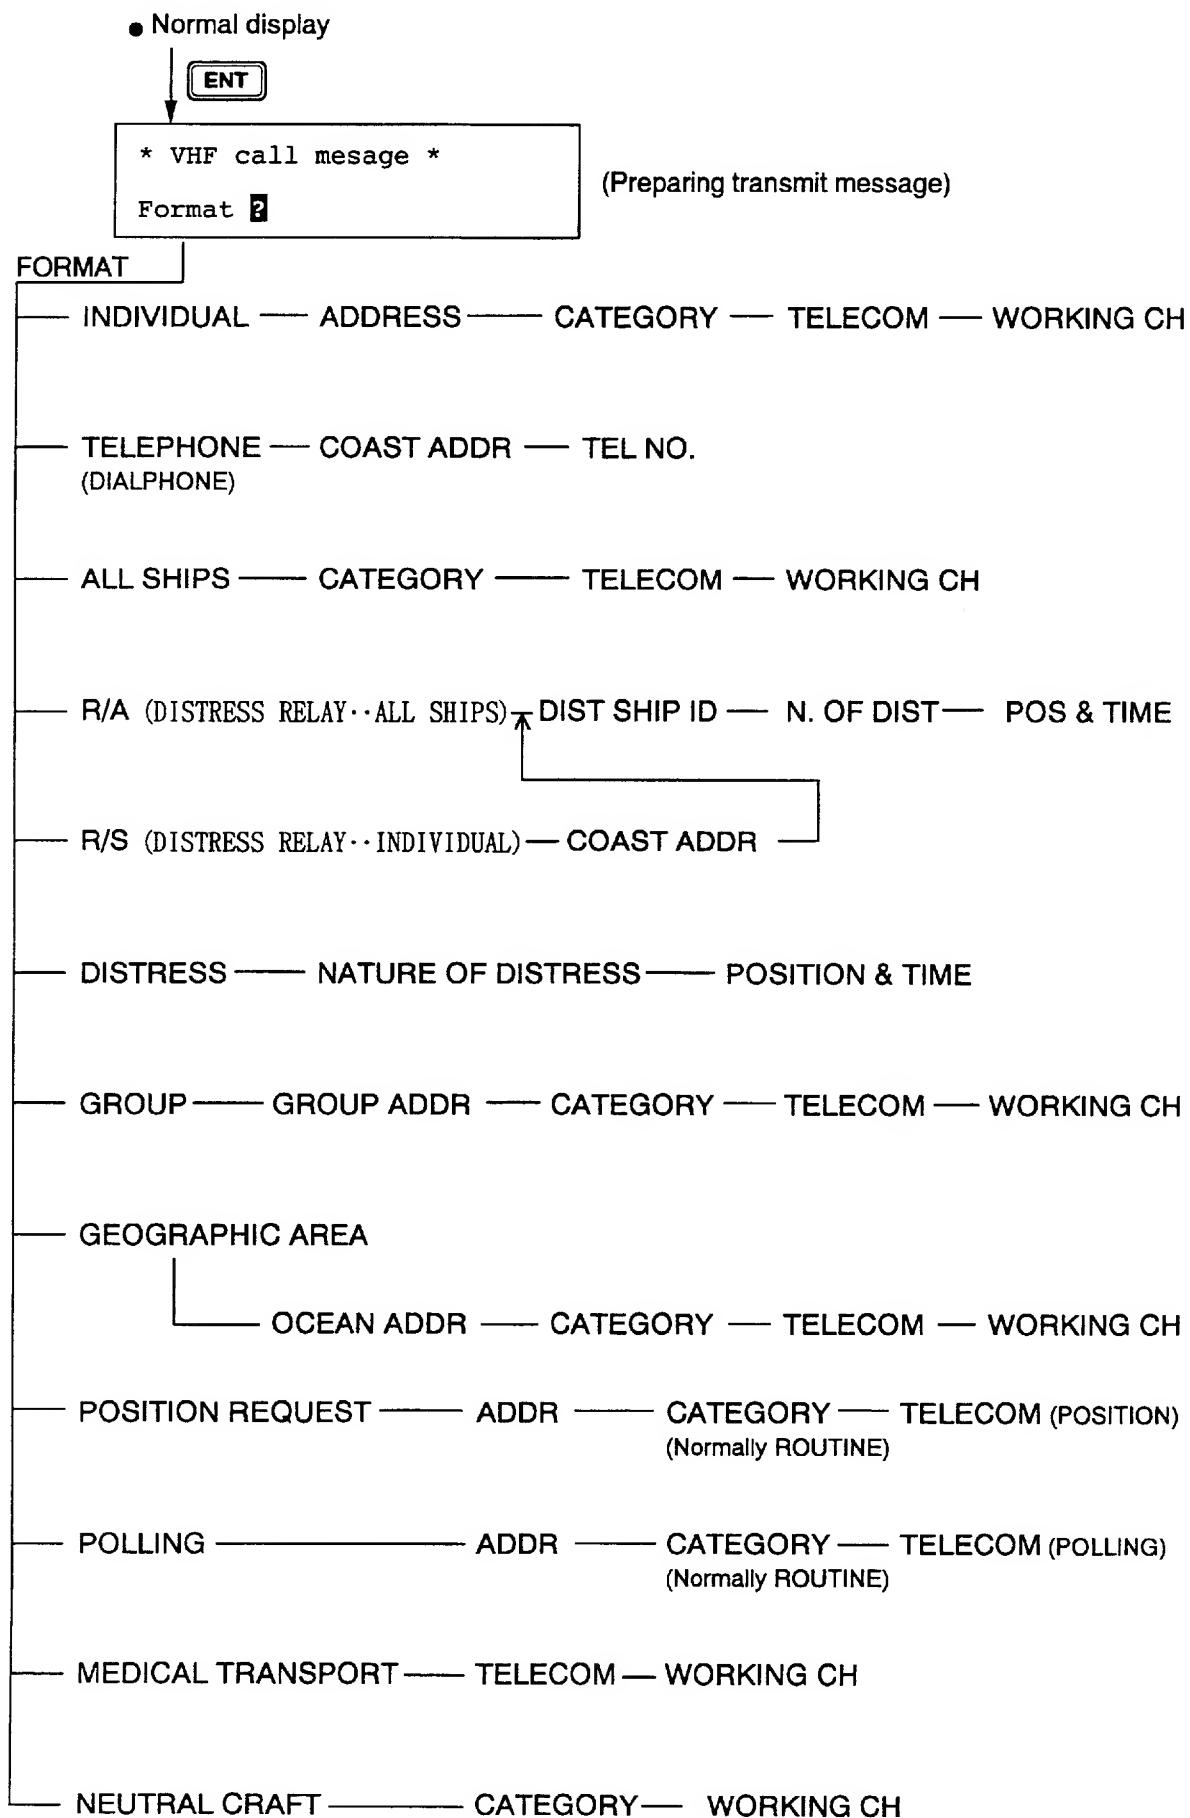 ● Normal display
ENT
* VHF call mesage *
Format ?
(Preparing transmit message)
FORMAT
INDIVIDUAL — ADDRESS — CATEGORY — TELECOM — WORKING CH
TELEPHONE — COAST ADDR — TEL NO.
(DIALPHONE)
ALL SHIPS — CATEGORY — TELECOM — WORKING CH
R/A (DISTRESS RELAY··ALL SHIPS) — DIST SHIP ID — N. OF DIST — POS & TIME
R/S (DISTRESS RELAY··INDIVIDUAL) — COAST ADDR
DISTRESS — NATURE OF DISTRESS — POSITION & TIME
GROUP — GROUP ADDR — CATEGORY — TELECOM — WORKING CH
GEOGRAPHIC AREA
OCEAN ADDR — CATEGORY — TELECOM — WORKING CH
POSITION REQUEST — ADDR — CATEGORY — TELECOM (POSITION)
(Normally ROUTINE)
POLLING — ADDR — CATEGORY — TELECOM (POLLING)
(Normally ROUTINE)
MEDICAL TRANSPORT — TELECOM — WORKING CH
NEUTRAL CRAFT — CATEGORY — WORKING CH